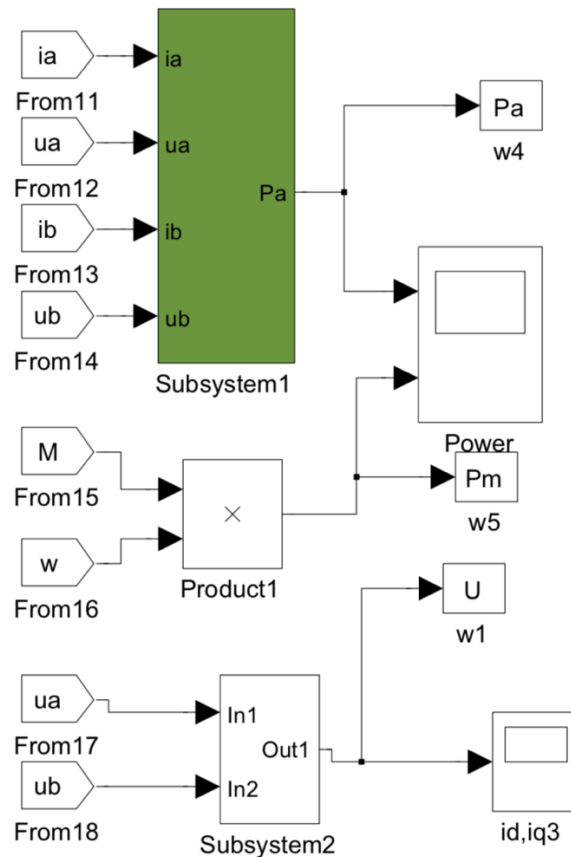 ia
From11
ua
From12
ib
From13
ub
From14
ia
ua
ib
ub
Pa
Subsystem1
Pa
w4
Power
M
From15
w
From16
×
Product1
Pm
w5
U
w1
ua
From17
ub
From18
In1
In2
Out1
Subsystem2
id,iq3